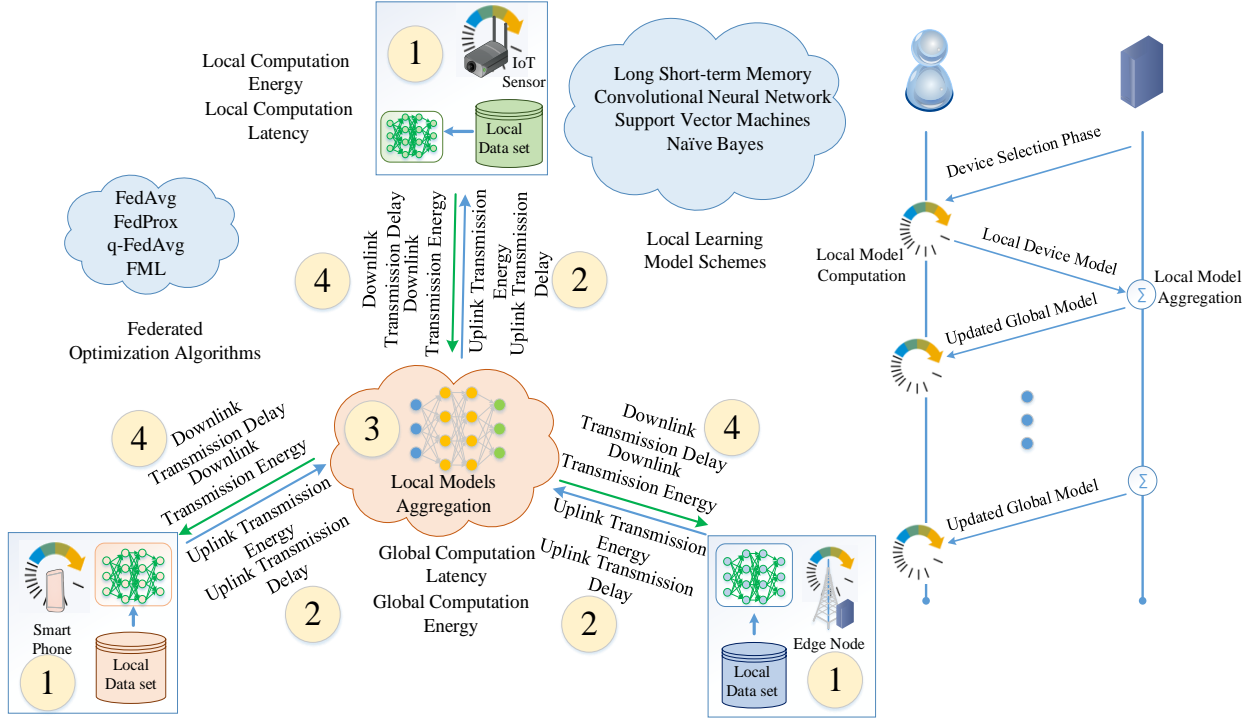 1
IoT
Sensor
Local
Data set
Local Computation
Energy
Local Computation
Latency
Long Short-term Memory
Convolutional Neural Network
Support Vector Machines
Naïve Bayes
Local Learning
Model Schemes
FedAvg
FedProx
q-FedAvg
FML
Federated
Optimization Algorithms
4
Downlink
Transmission Delay
Downlink
Transmission Energy
Uplink Transmission
Energy
Uplink Transmission
Delay
2
3
Local Models
Aggregation
Global Computation
Latency
Global Computation
Energy
4
Downlink
Transmission Delay
Downlink
Transmission Energy
Uplink Transmission
Energy
Uplink Transmission
Delay
2
Downlink
Transmission Delay
Downlink
Transmission Energy
4
Uplink Transmission
Energy
Uplink Transmission
Delay
2
Smart
Phone
1
Local
Data set
Edge Node
1
Local
Data set
Device Selection Phase
Local Model
Computation
Local Device Model
Σ
Local Model
Aggregation
Updated Global Model
Σ
Updated Global Model